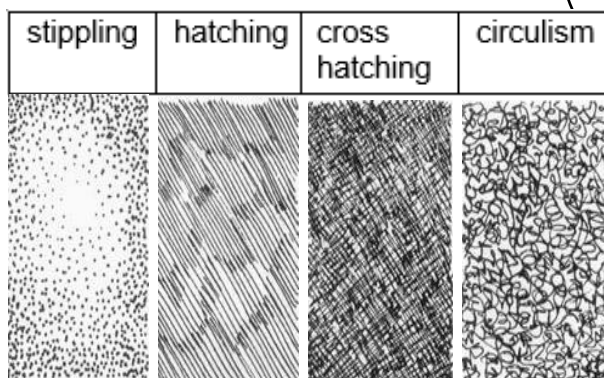 stippling
hatching
cross
hatching
circulism